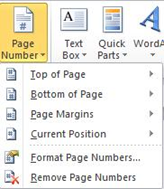 Page Number
Text Box
Quick Parts
WordA
Top of Page
Bottom of Page
Page Margins
Current Position
Format Page Numbers...
Remove Page Numbers